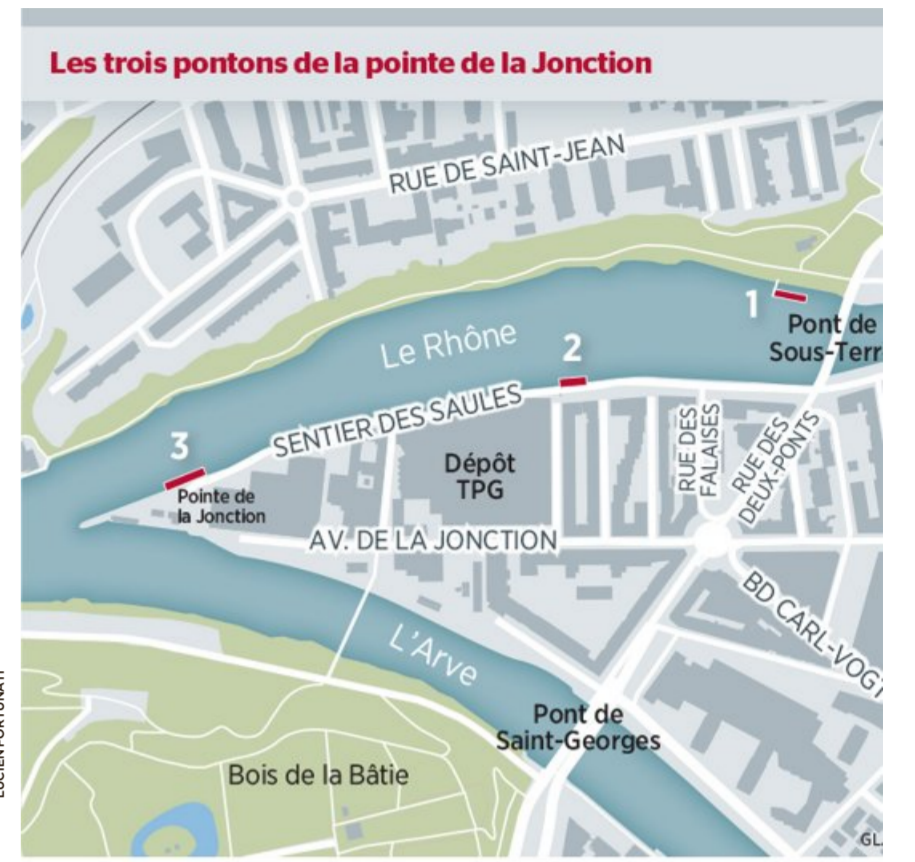 Les trois pontons de la pointe de la Jonction
RUE DE SAINT-JEAN
1
Pont de
Sous-Terr
Le Rhône
2
SENTIER DES SAULES
3
Pointe de
la Jonction
Dépôt
TPG
RUE DES
FALAISES
RUE DES
DEUX-PONTS
AV. DE LA JONCTION
BD CARL-VOGT
L'Arve
Pont de
Saint-Georges
Bois de la Bâtie
LUCIEN FORTUNATI
GL